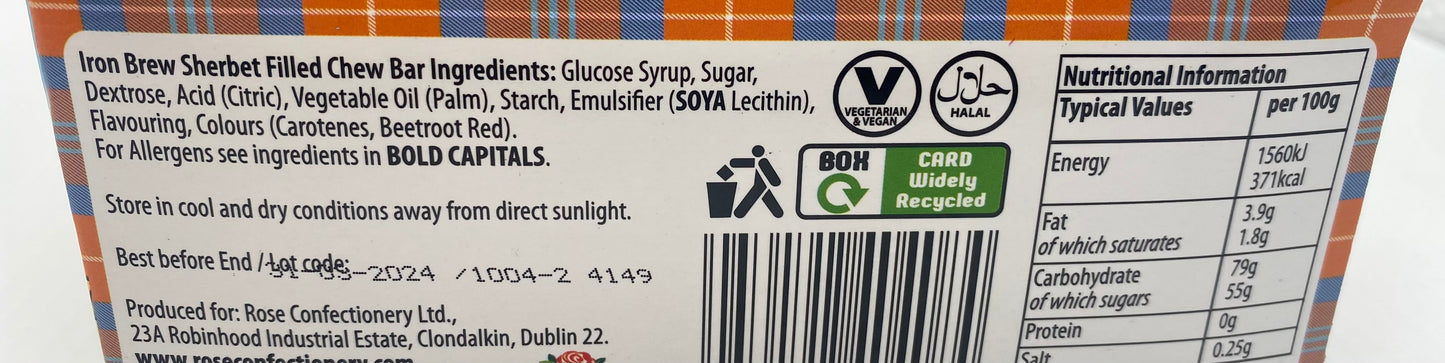 Iron Brew Sherbet Filled Chew Bar Ingredients: Glucose Syrup, Sugar,
Dextrose, Acid (Citric), Vegetable Oil (Palm), Starch, Emulsifier (SOYA Lecithin),
Flavouring, Colours (Carotenes, Beetroot Red).
For Allergens see ingredients in BOLD CAPITALS.
Store in cool and dry conditions away from direct sunlight.
Best before End / Lot code:
-2024 /1004-2 4149
Produced for: Rose Confectionery Ltd.,
23A Robinhood Industrial Estate, Clondalkin, Dublin 22.
www.roseconfectionery.com
V
VEGETARIAN
& VEGAN
حلال
HALAL
BOX
CARD
Widely
Recycled
Nutritional Information
Typical Values per 100g
Energy 1560kJ
371kcal
Fat 3.9g
of which saturates 1.8g
Carbohydrate 79g
of which sugars 55g
Protein 0g
Salt 0.25g